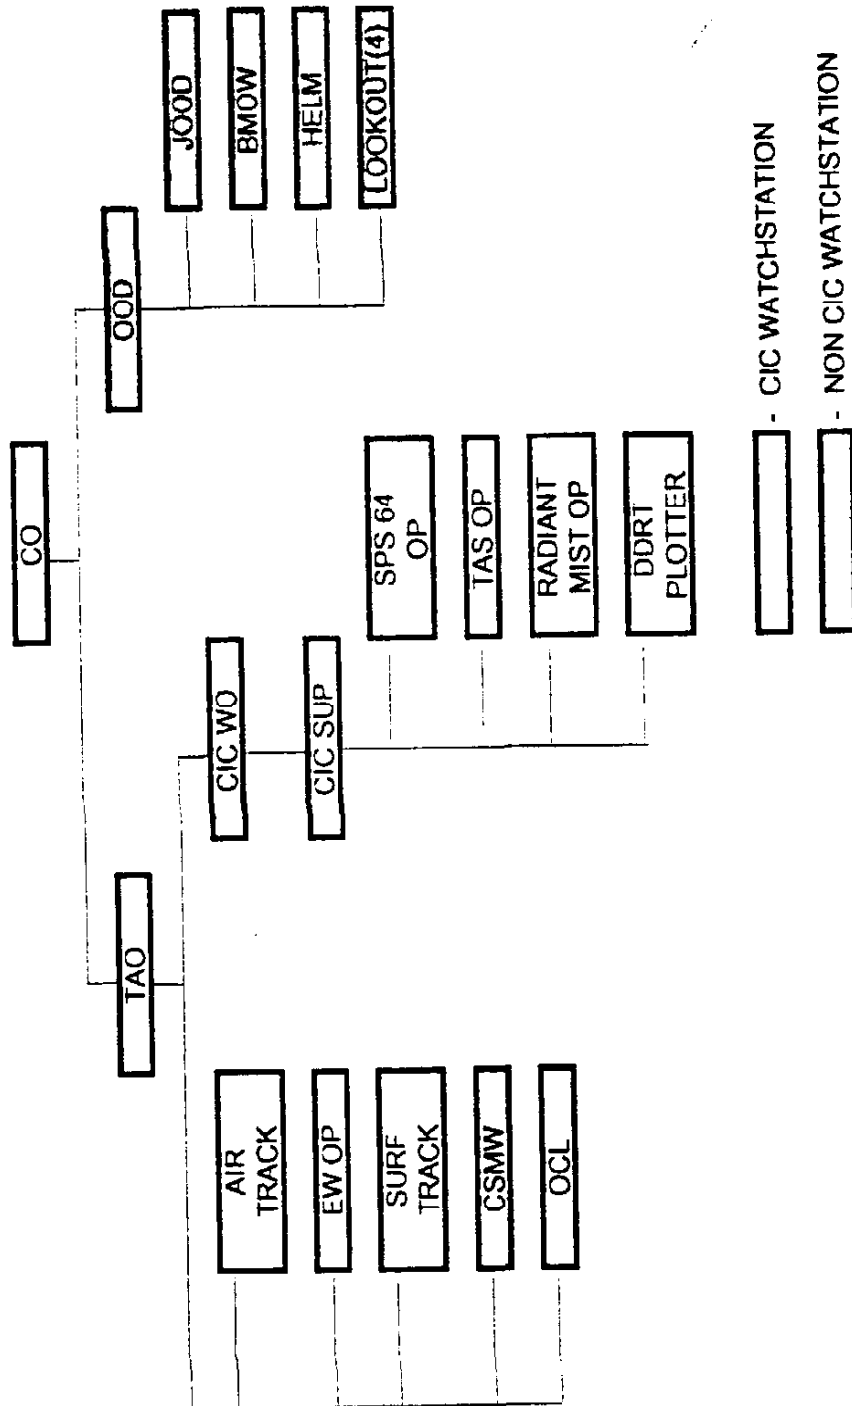 CO
TAO
OOD
AIR
TRACK
EW OP
SURF
TRACK
CSMW
OCL
CIC WO
CIC SUP
SPS 64
OP
TAS OP
RADIANT
MIST OP
DDRT
PLOTTER
JOOD
BMOW
HELM
LOOKOUT(4)
- CIC WATCHSTATION
- NON CIC WATCHSTATION